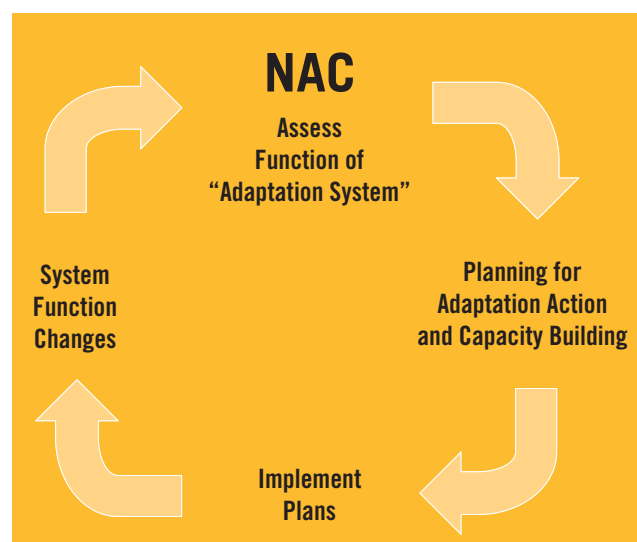 NAC
Assess
Function of
“Adaptation System”
Planning for
Adaptation Action
and Capacity Building
Implement
Plans
System
Function
Changes